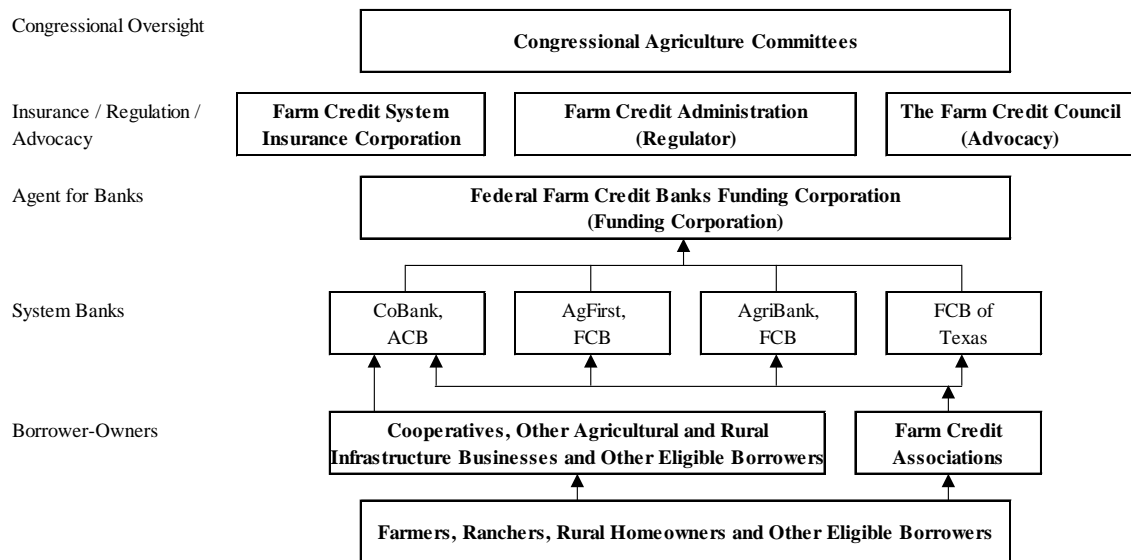 Congressional Oversight
Congressional Agriculture Committees
Insurance / Regulation /
Advocacy
Farm Credit System
Insurance Corporation
Farm Credit Administration
(Regulator)
The Farm Credit Council
(Advocacy)
Agent for Banks
Federal Farm Credit Banks Funding Corporation
(Funding Corporation)
System Banks
CoBank,
ACB
AgFirst,
FCB
AgriBank,
FCB
FCB of
Texas
Borrower-Owners
Cooperatives, Other Agricultural and Rural
Infrastructure Businesses and Other Eligible Borrowers
Farm Credit
Associations
Farmers, Ranchers, Rural Homeowners and Other Eligible Borrowers